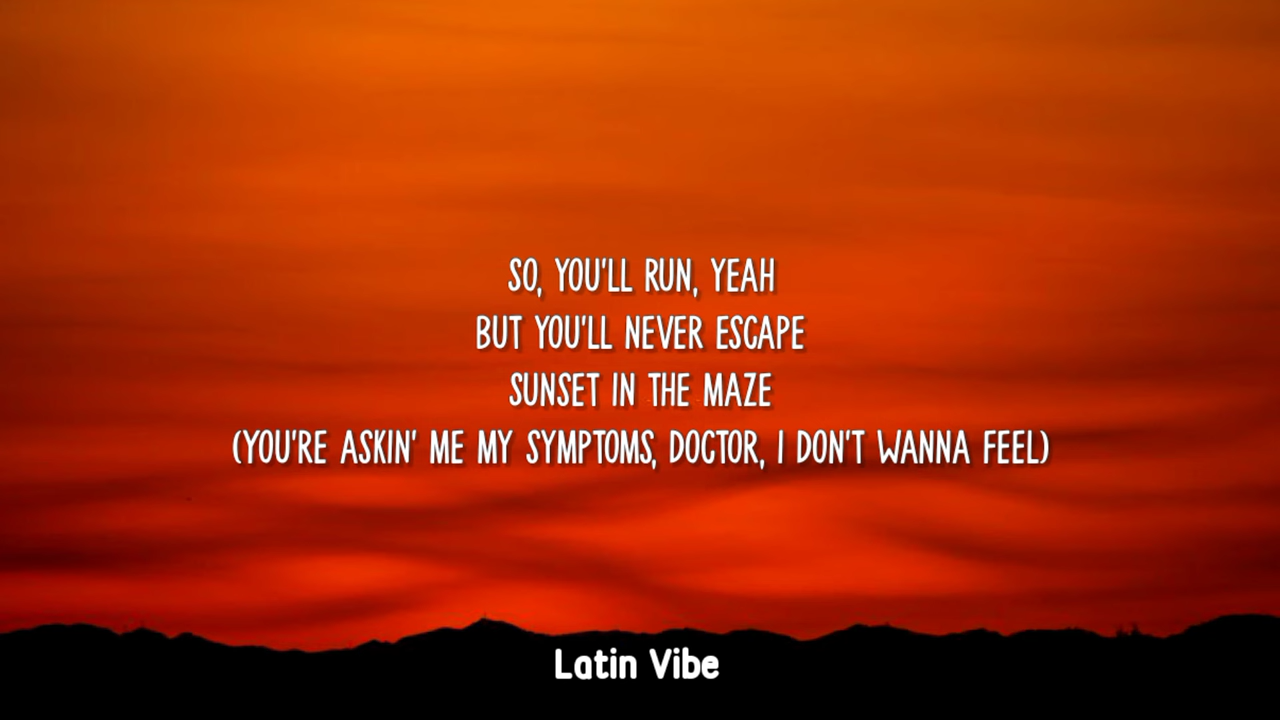 SO, YOU'LL RUN, YEAH
BUT YOU'LL NEVER ESCAPE
SUNSET IN THE MAZE
(YOU'RE ASKIN' ME MY SYMPTOMS, DOCTOR, I DON'T WANNA FEEL)
Latin Vibe